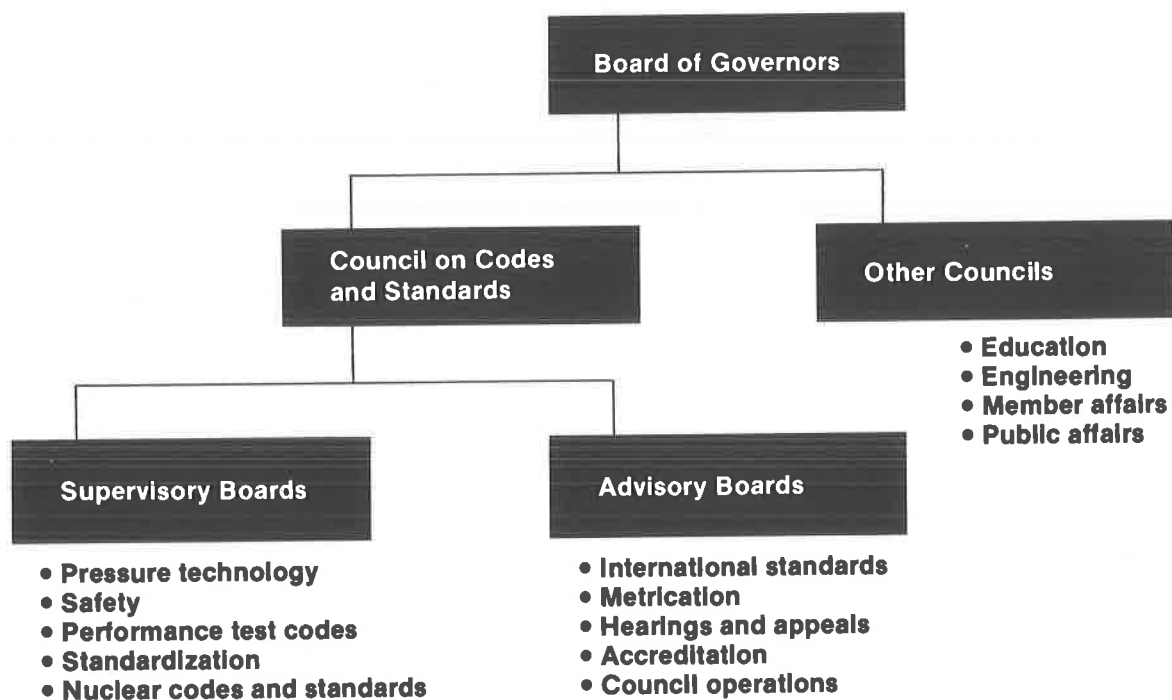 Board of Governors
Council on Codes
and Standards
Other Councils
• Education
• Engineering
• Member affairs
• Public affairs
Supervisory Boards
• Pressure technology
• Safety
• Performance test codes
• Standardization
• Nuclear codes and standards
Advisory Boards
• International standards
• Metrication
• Hearings and appeals
• Accreditation
• Council operations